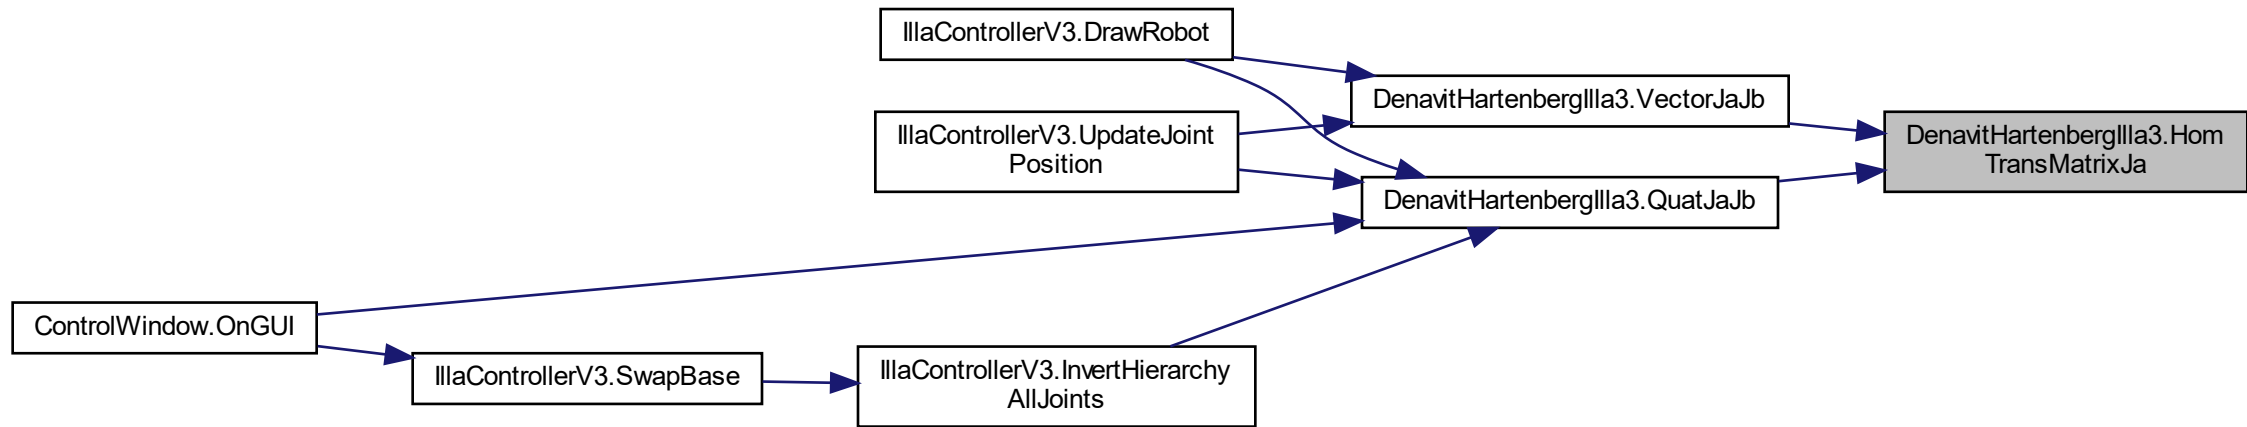 IllaControllerV3.DrawRobot
DenavitHartenbergIlla3.VectorJaJb
IllaControllerV3.UpdateJoint
Position
DenavitHartenbergIlla3.Hom
TransMatrixJa
DenavitHartenbergIlla3.QuatJaJb
ControlWindow.OnGUI
IllaControllerV3.SwapBase
IllaControllerV3.InvertHierarchy
AllJoints